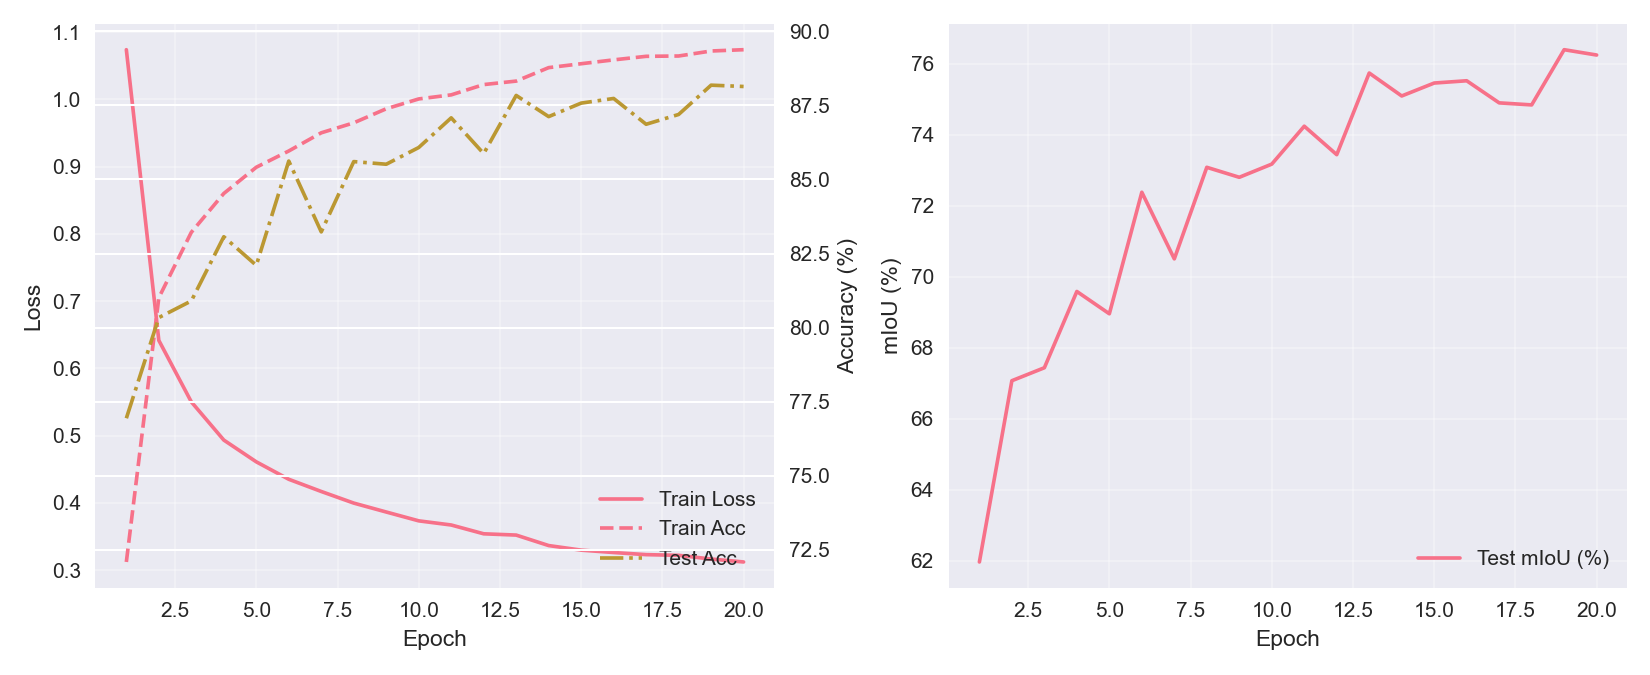 1.1
1.0
0.9
0.8
0.7
0.6
0.5
0.4
0.3
Loss
90.0
87.5
85.0
82.5
80.0
77.5
75.0
72.5
Accuracy (%)
Train Loss
Train Acc
Test Acc
2.5 5.0 7.5 10.0 12.5 15.0 17.5 20.0
Epoch
76
74
72
70
68
66
64
62
mIoU (%)
Test mIoU (%)
2.5 5.0 7.5 10.0 12.5 15.0 17.5 20.0
Epoch